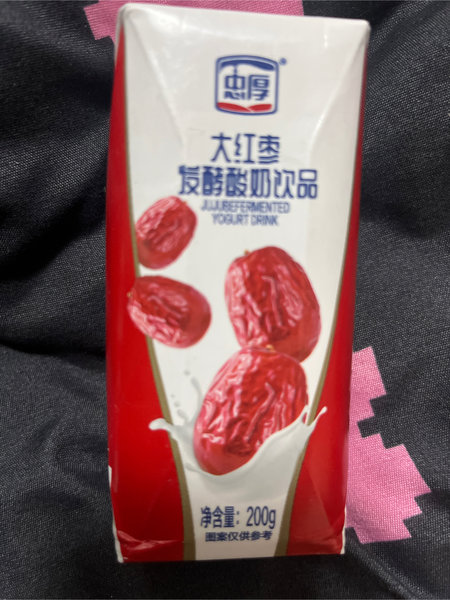 忠厚®
大红枣
发酵酸奶饮品
JUJUBEFERMENTED
YOGURT DRINK
净含量：200g
图案仅供参考